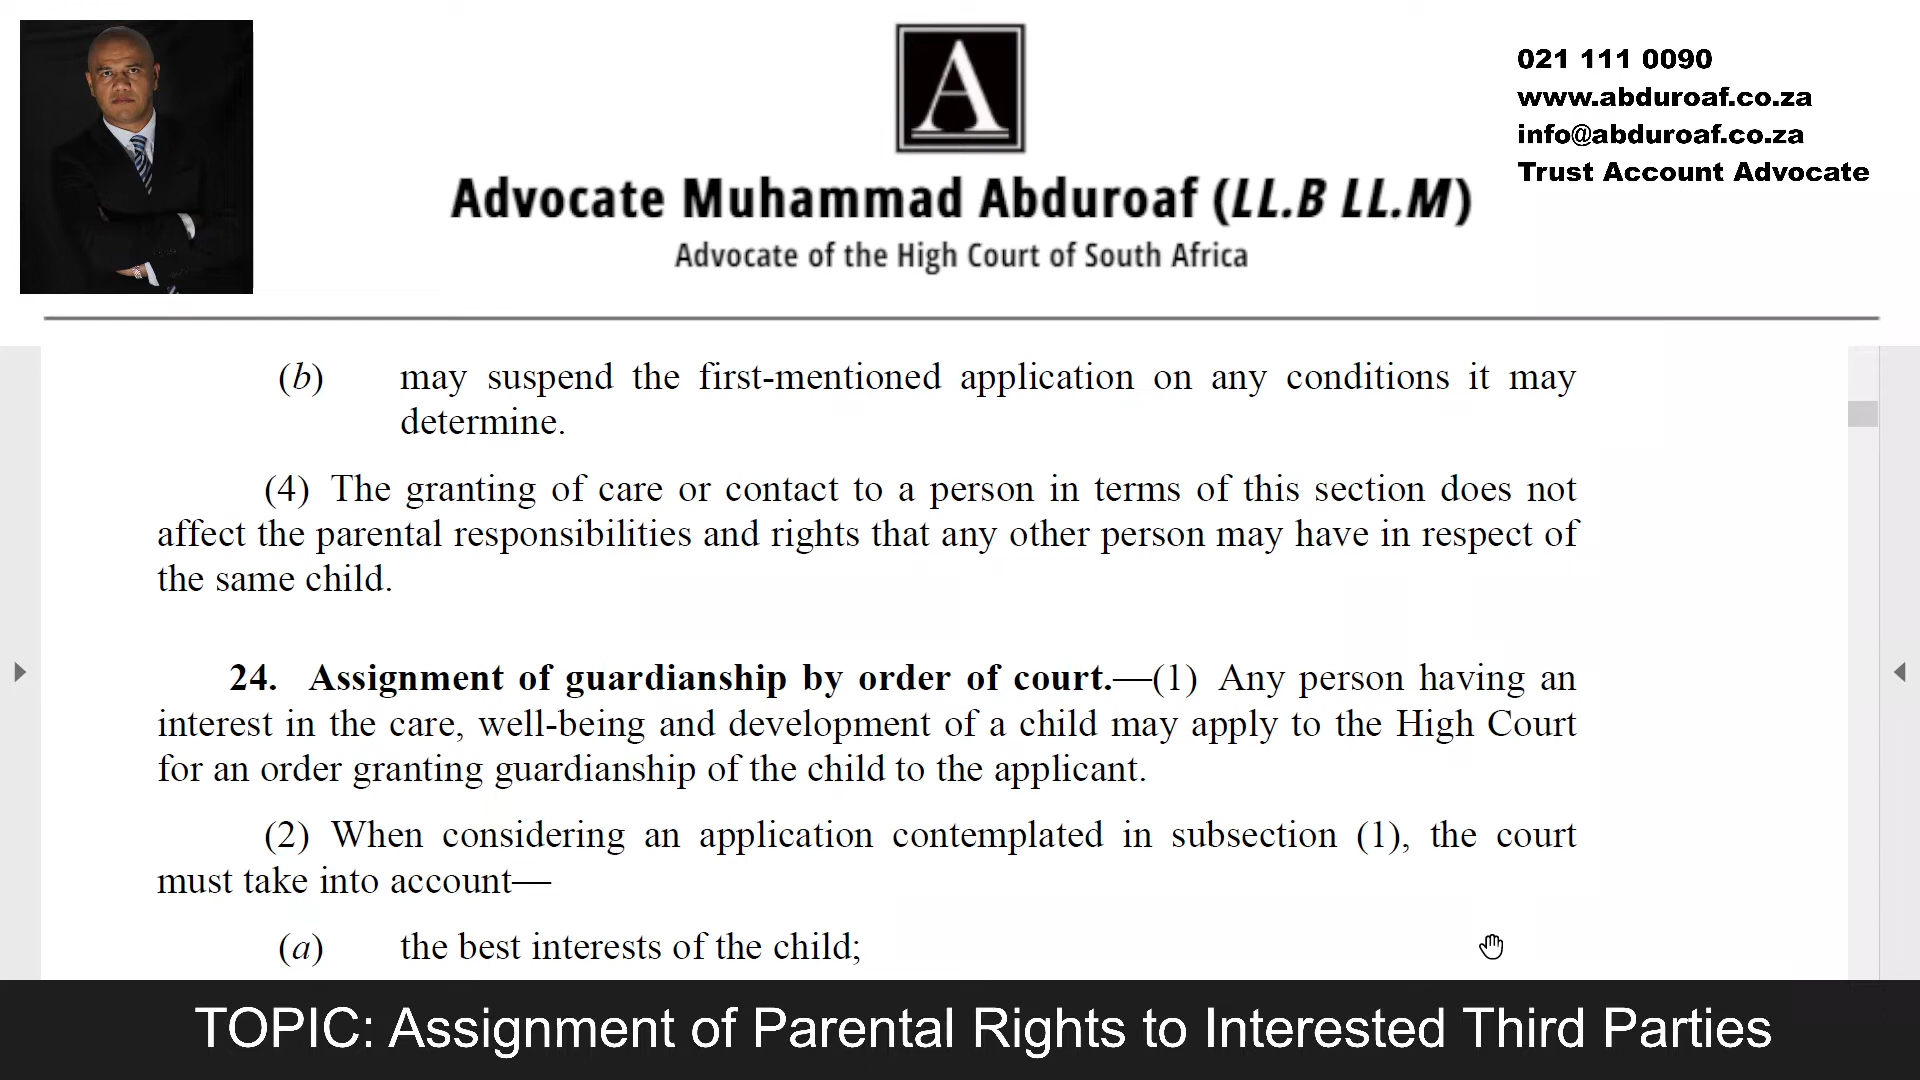 A
021 111 0090
www.abduroaf.co.za
info@abduroaf.co.za
Trust Account Advocate
Advocate Muhammad Abduroaf (LL.B LL.M)
Advocate of the High Court of South Africa
(b) may suspend the first-mentioned application on any conditions it may
determine.
(4) The granting of care or contact to a person in terms of this section does not
affect the parental responsibilities and rights that any other person may have in respect of
the same child.
24. Assignment of guardianship by order of court.—(1) Any person having an
interest in the care, well-being and development of a child may apply to the High Court
for an order granting guardianship of the child to the applicant.
(2) When considering an application contemplated in subsection (1), the court
must take into account—
(a) the best interests of the child;
TOPIC: Assignment of Parental Rights to Interested Third Parties